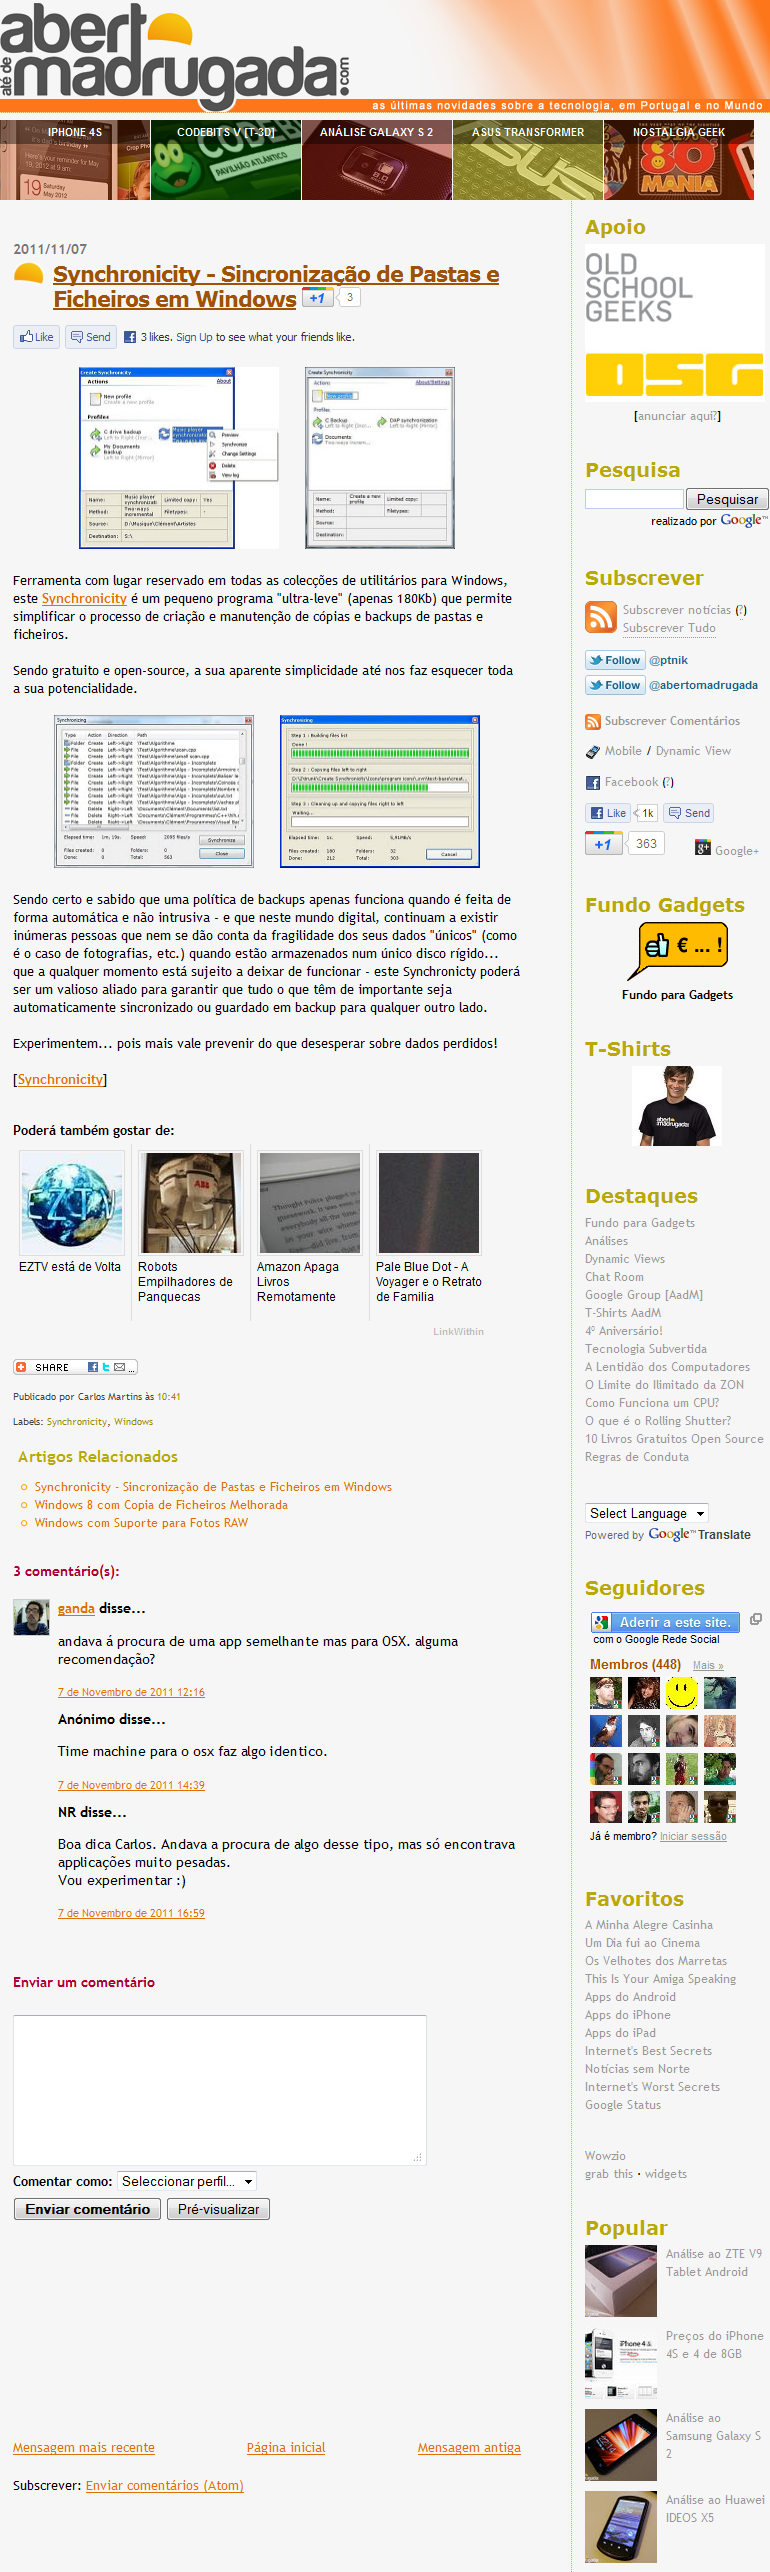 até de
aberto
madrugada.com
as últimas novidades sobre a tecnologia, em Portugal e no Mundo
IPHONE 4S
CODEBITS V [T-3D]
ANÁLISE GALAXY S 2
ASUS TRANSFORMER
NOSTALGIA GEEK
2011/11/07
Synchronicity - Sincronização de Pastas e
Ficheiros em Windows +1 3
Like Send 3 likes. Sign Up to see what your friends like.
Ferramenta com lugar reservado em todas as colecções de utilitários para Windows,
este Synchronicity é um pequeno programa "ultra-leve" (apenas 180Kb) que permite
simplificar o processo de criação e manutenção de cópias e backups de pastas e
ficheiros.
Sendo gratuito e open-source, a sua aparente simplicidade até nos faz esquecer toda
a sua potencialidade.
Sendo certo e sabido que uma política de backups apenas funciona quando é feita de
forma automática e não intrusiva - e que neste mundo digital, continuam a existir
inúmeras pessoas que nem se dão conta da fragilidade dos seus dados "únicos" (como
é o caso de fotografias, etc.) quando estão armazenados num único disco rígido...
que a qualquer momento está sujeito a deixar de funcionar - este Synchronicty poderá
ser um valioso aliado para garantir que tudo o que têm de importante seja
automaticamente sincronizado ou guardado em backup para qualquer outro lado.
Experimentem... pois mais vale prevenir do que desesperar sobre dados perdidos!
[Synchronicity]
Poderá também gostar de:
EZTV está de Volta
Robots
Empilhadores de
Panquecas
Amazon Apaga
Livros
Remotamente
Pale Blue Dot - A
Voyager e o Retrato
de Familia
LinkWithin
SHARE
Publicado por Carlos Martins às 10:41
Labels: Synchronicity, Windows
Artigos Relacionados
Synchronicity - Sincronização de Pastas e Ficheiros em Windows
Windows 8 com Copia de Ficheiros Melhorada
Windows com Suporte para Fotos RAW
3 comentário(s):
ganda disse...
andava á procura de uma app semelhante mas para OSX. alguma
recomendação?
7 de Novembro de 2011 12:16
Anónimo disse...
Time machine para o osx faz algo identico.
7 de Novembro de 2011 14:39
NR disse...
Boa dica Carlos. Andava a procura de algo desse tipo, mas só encontrava
applicações muito pesadas.
Vou experimentar :)
7 de Novembro de 2011 16:59
Enviar um comentário
Comentar como: Seleccionar perfil...
Enviar comentário Pré-visualizar
Mensagem mais recente Página inicial Mensagem antiga
Subscrever: Enviar comentários (Atom)
Apoio
OLD
SCHOOL
GEEKS
OSG
[anunciar aqui?]
Pesquisa
Pesquisar
realizado por Google™
Subscrever
Subscrever notícias (?)
Subscrever Tudo
Follow @ptnik
Follow @abertomadrugada
Subscrever Comentários
Mobile / Dynamic View
Facebook (?)
Like 1k Send
+1 363 Google+
Fundo Gadgets
€ ... !
Fundo para Gadgets
T-Shirts
Destaques
Fundo para Gadgets
Análises
Dynamic Views
Chat Room
Google Group [AadM]
T-Shirts AadM
4º Aniversário!
Tecnologia Subvertida
A Lentidão dos Computadores
O Limite do Ilimitado da ZON
Como Funciona um CPU?
O que é o Rolling Shutter?
10 Livros Gratuitos Open Source
Regras de Conduta
Select Language
Powered by Google™ Translate
Seguidores
Aderir a este site.
com o Google Rede Social
Membros (448) Mais »
Já é membro? Iniciar sessão
Favoritos
A Minha Alegre Casinha
Um Dia fui ao Cinema
Os Velhotes dos Marretas
This Is Your Amiga Speaking
Apps do Android
Apps do iPhone
Apps do iPad
Internet's Best Secrets
Notícias sem Norte
Internet's Worst Secrets
Google Status
Wowzio
grab this · widgets
Popular
Análise ao ZTE V9
Tablet Android
Preços do iPhone
4S e 4 de 8GB
Análise ao
Samsung Galaxy S
2
Análise ao Huawei
IDEOS X5